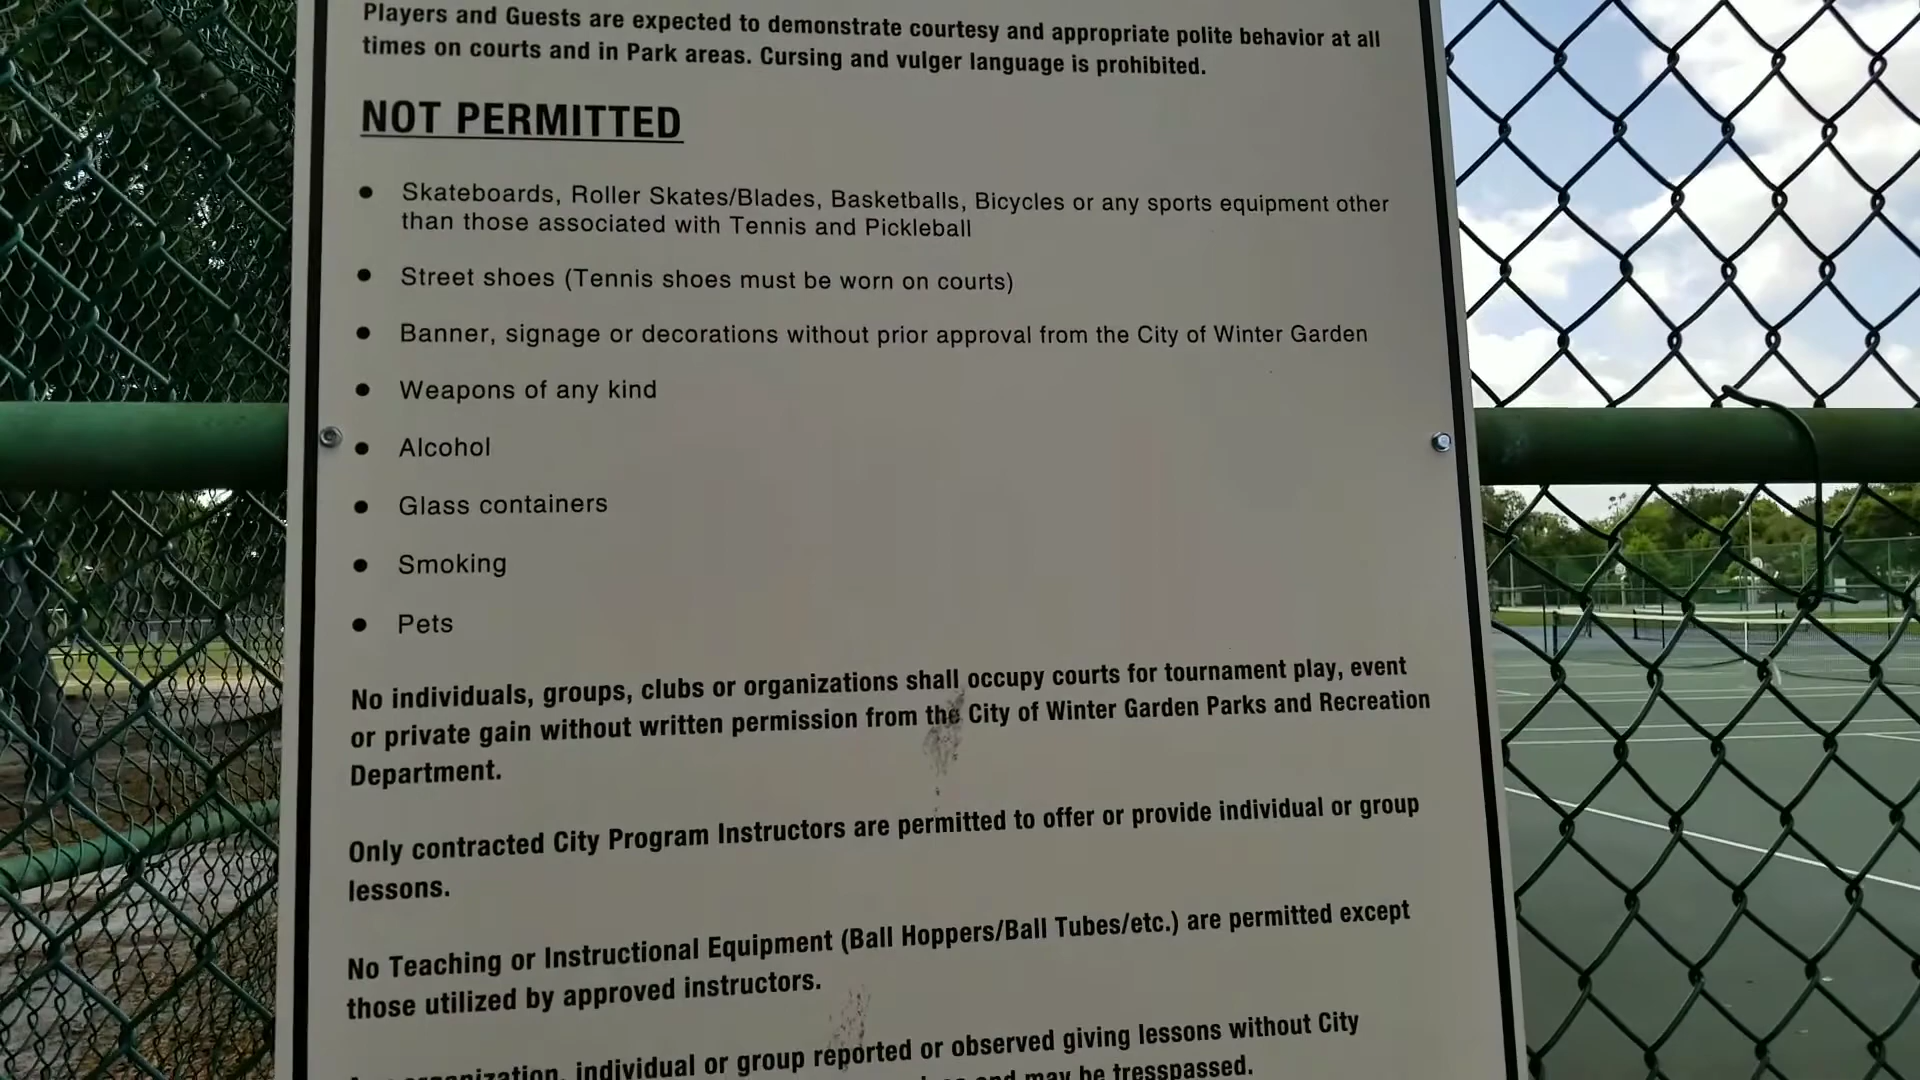 Players and Guests are expected to demonstrate courtesy and appropriate polite behavior at all
times on courts and in Park areas. Cursing and vulger language is prohibited.
NOT PERMITTED
● Skateboards, Roller Skates/Blades, Basketballs, Bicycles or any sports equipment other
than those associated with Tennis and Pickleball
● Street shoes (Tennis shoes must be worn on courts)
● Banner, signage or decorations without prior approval from the City of Winter Garden
● Weapons of any kind
● Alcohol
● Glass containers
● Smoking
● Pets
No individuals, groups, clubs or organizations shall occupy courts for tournament play, event
or private gain without written permission from the City of Winter Garden Parks and Recreation
Department.
Only contracted City Program Instructors are permitted to offer or provide individual or group
lessons.
No Teaching or Instructional Equipment (Ball Hoppers/Ball Tubes/etc.) are permitted except
those utilized by approved instructors.
organization, individual or group reported or observed giving lessons without City
and may be tresspassed.